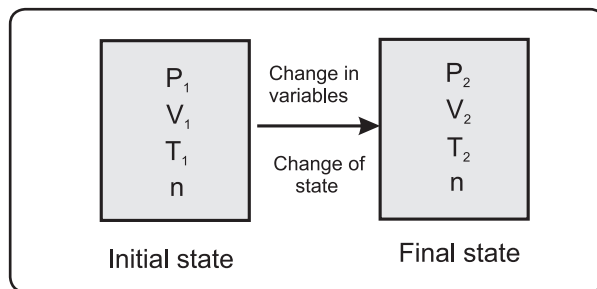 P₁
V₁
T₁
n
Initial state
Change in
variables
Change of
state
P₂
V₂
T₂
n
Final state